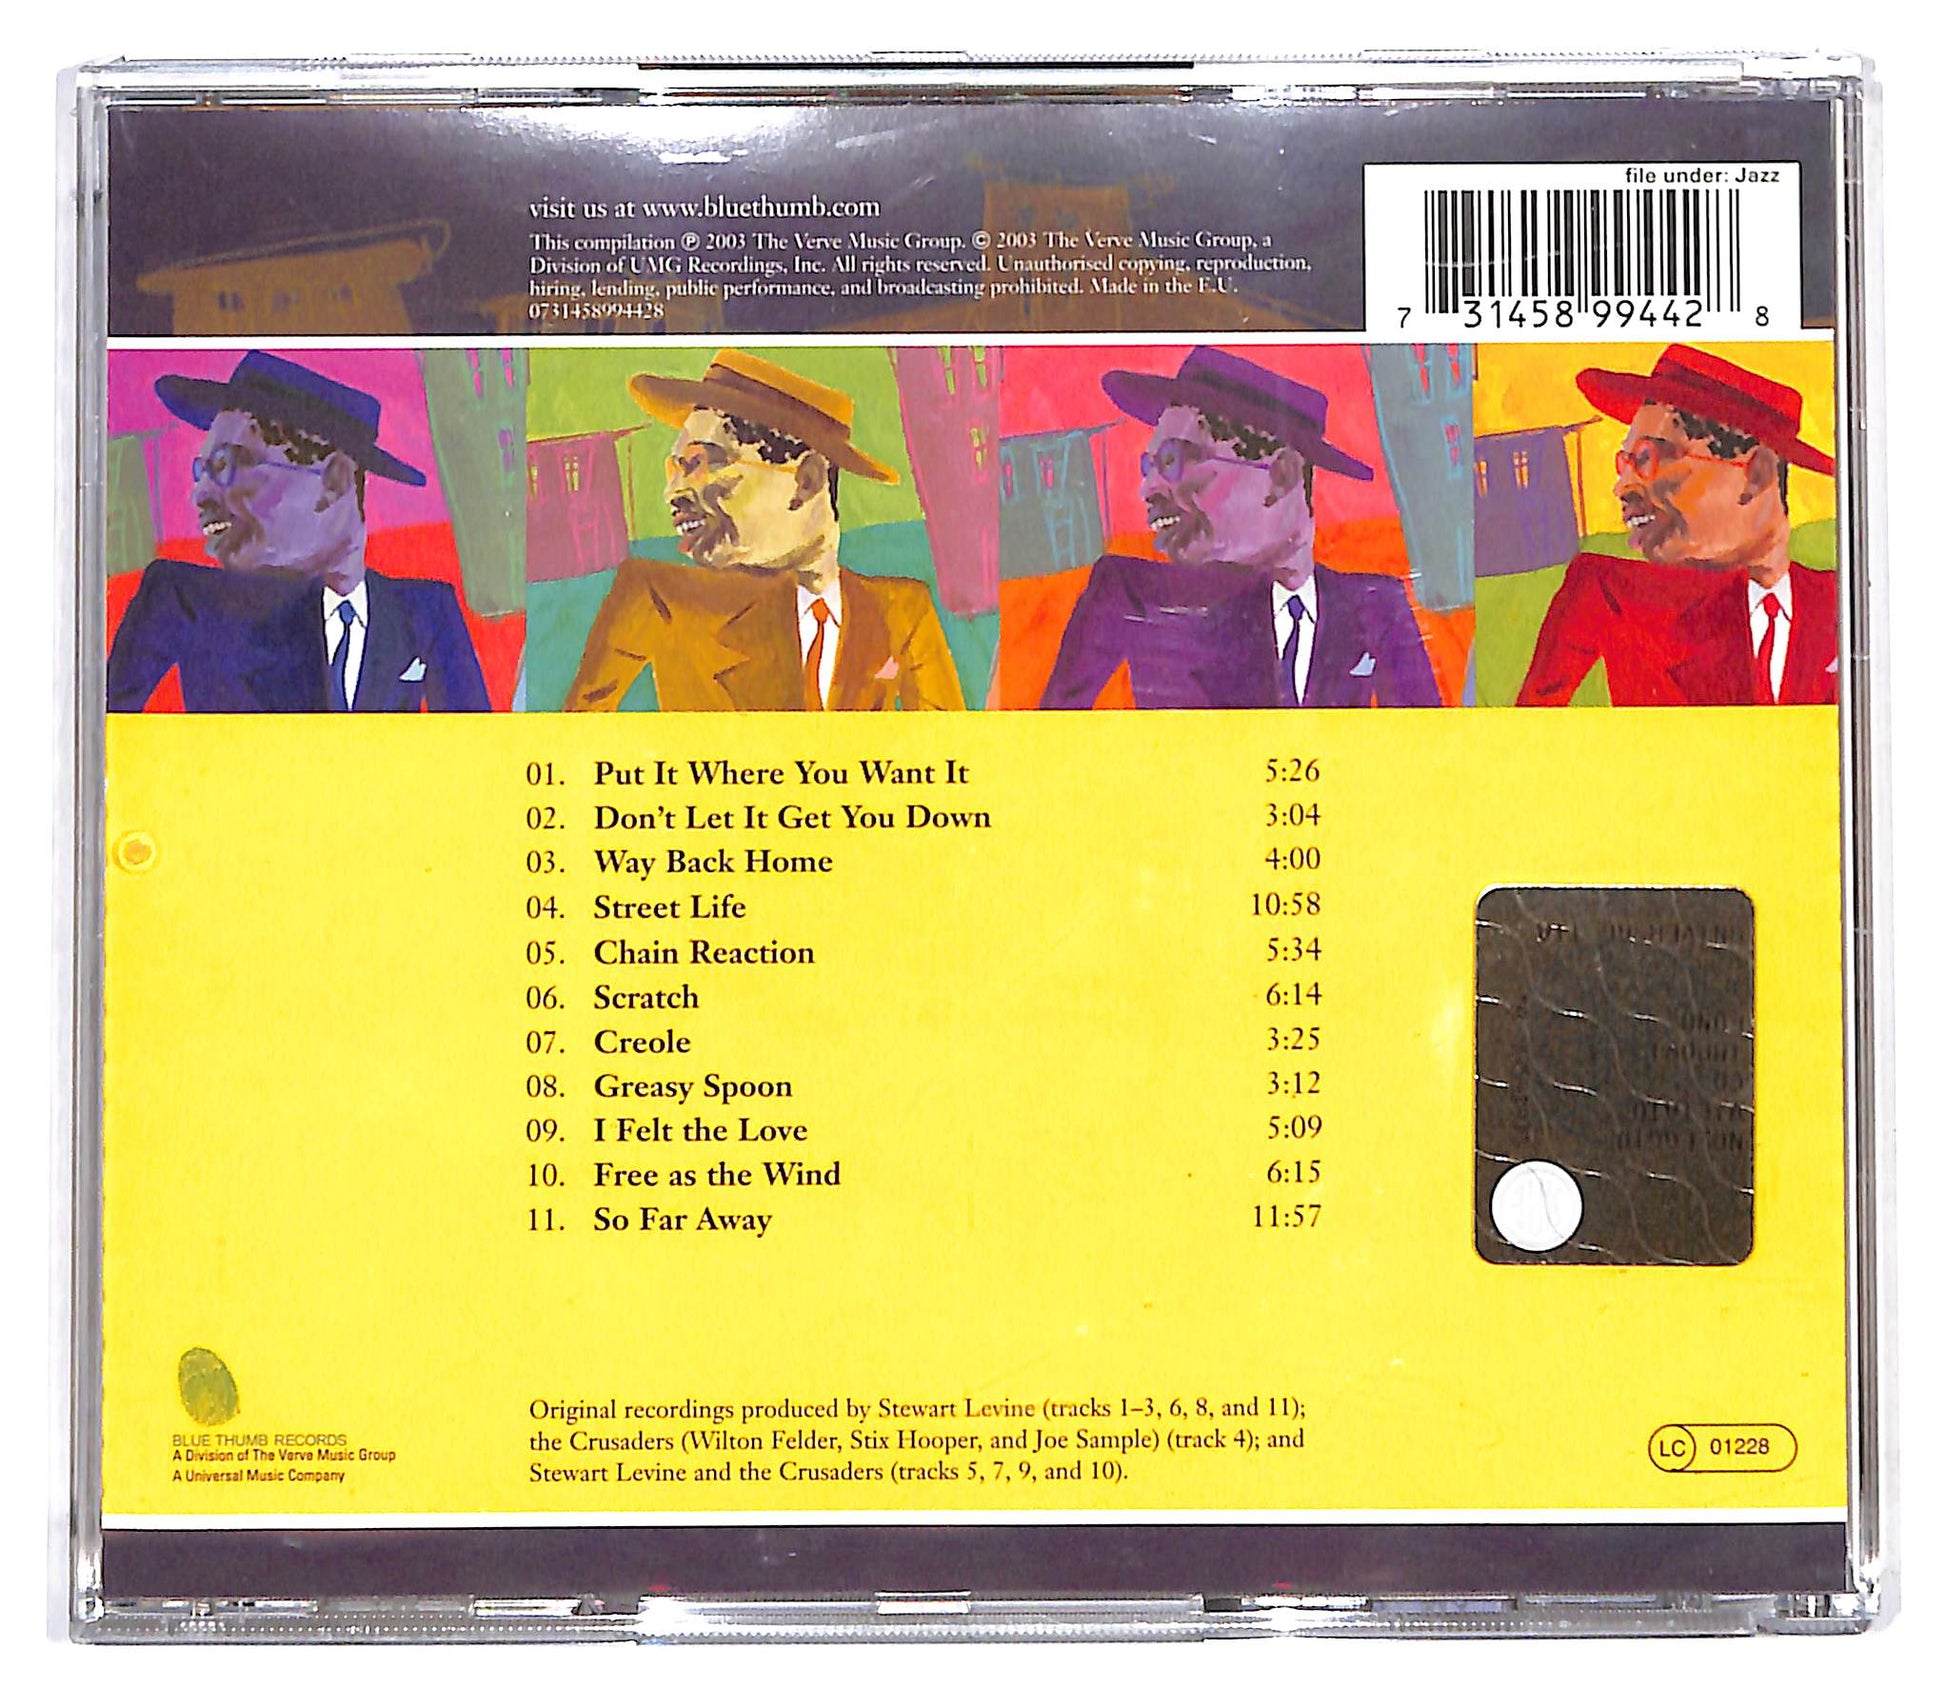 file under: Jazz
visit us at www.bluethumb.com
This compilation ℗ 2003 The Verve Music Group. © 2003 The Verve Music Group, a
Division of UMG Recordings, Inc. All rights reserved. Unauthorised copying, reproduction,
hiring, lending, public performance, and broadcasting prohibited. Made in the E.U.
0731458994428
7 31458 99442 8
01. Put It Where You Want It 5:26
02. Don't Let It Get You Down 3:04
03. Way Back Home 4:00
04. Street Life 10:58
05. Chain Reaction 5:34
06. Scratch 6:14
07. Creole 3:25
08. Greasy Spoon 3:12
09. I Felt the Love 5:09
10. Free as the Wind 6:15
11. So Far Away 11:57
Original recordings produced by Stewart Levine (tracks 1–3, 6, 8, and 11);
the Crusaders (Wilton Felder, Stix Hooper, and Joe Sample) (track 4); and
Stewart Levine and the Crusaders (tracks 5, 7, 9, and 10).
BLUE THUMB RECORDS
A Division of The Verve Music Group
A Universal Music Company
LC 01228